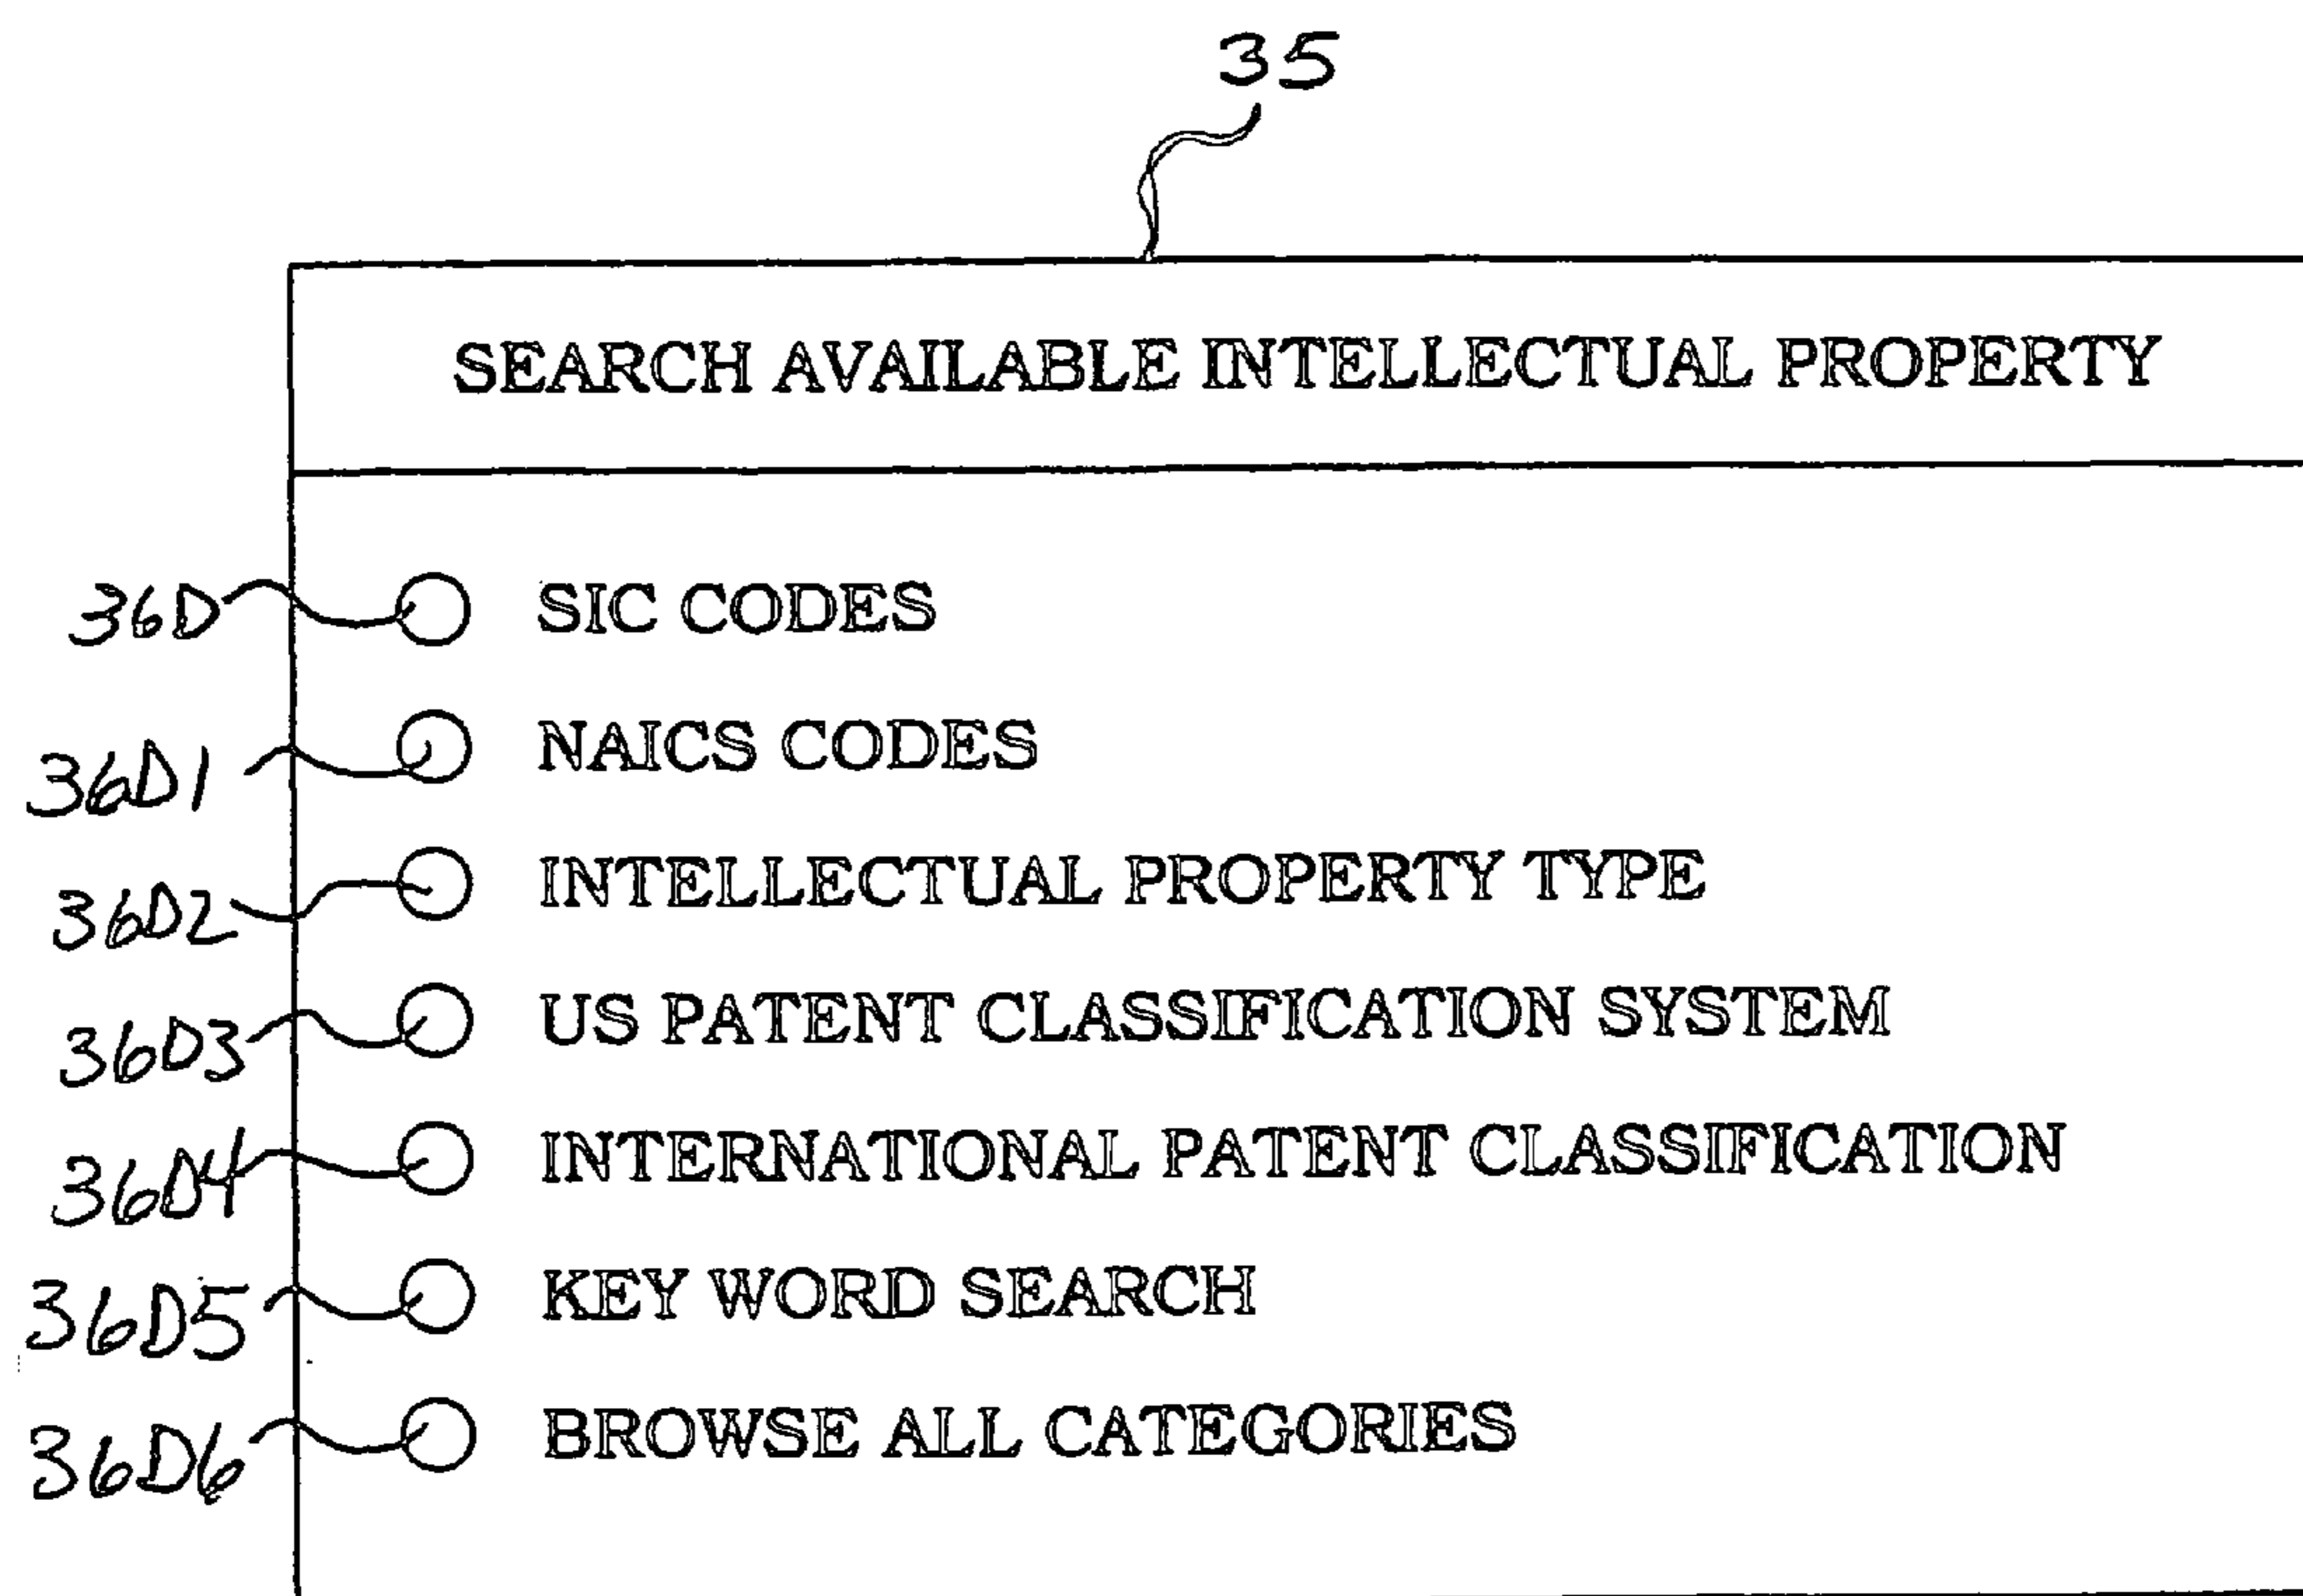 35
SEARCH AVAILABLE INTELLECTUAL PROPERTY
36D SIC CODES
36D1 NAICS CODES
36D2 INTELLECTUAL PROPERTY TYPE
36D3 US PATENT CLASSIFICATION SYSTEM
36D4 INTERNATIONAL PATENT CLASSIFICATION
36D5 KEY WORD SEARCH
36D6 BROWSE ALL CATEGORIES